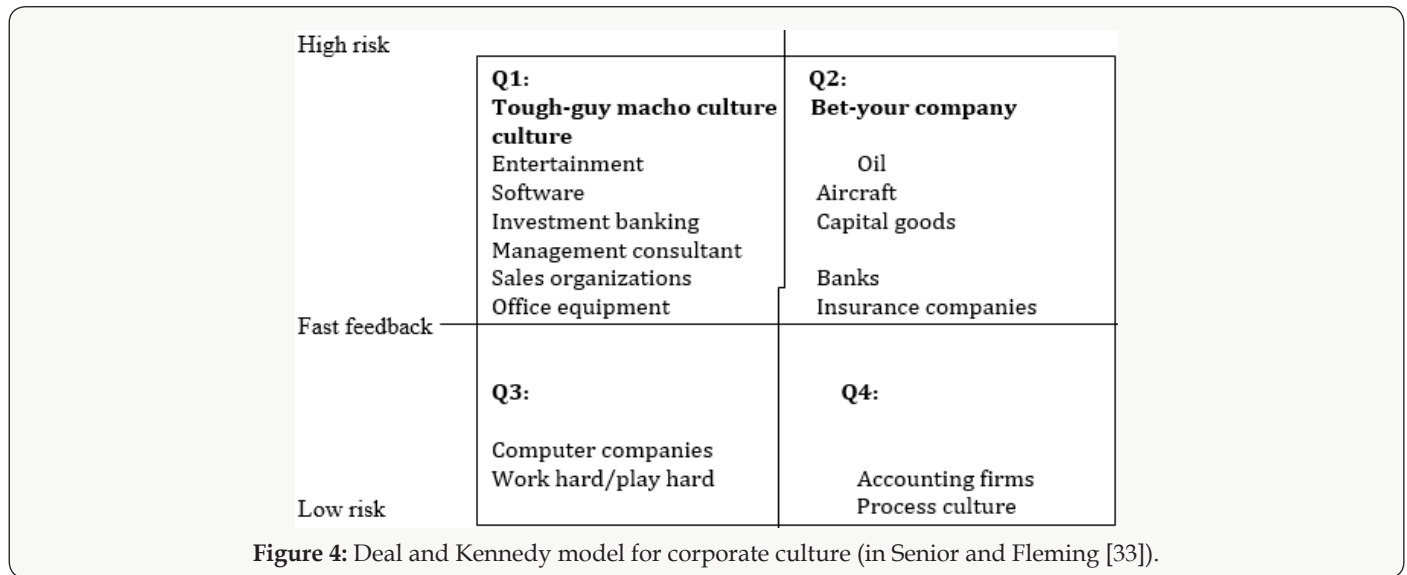 High risk
Q1:
Tough-guy macho culture
culture
Entertainment
Software
Investment banking
Management consultant
Sales organizations
Office equipment
Q2:
Bet-your company
Oil
Aircraft
Capital goods
Banks
Insurance companies
Fast feedback
Q3:
Computer companies
Work hard/play hard
Q4:
Accounting firms
Process culture
Low risk
Figure 4: Deal and Kennedy model for corporate culture (in Senior and Fleming [33]).